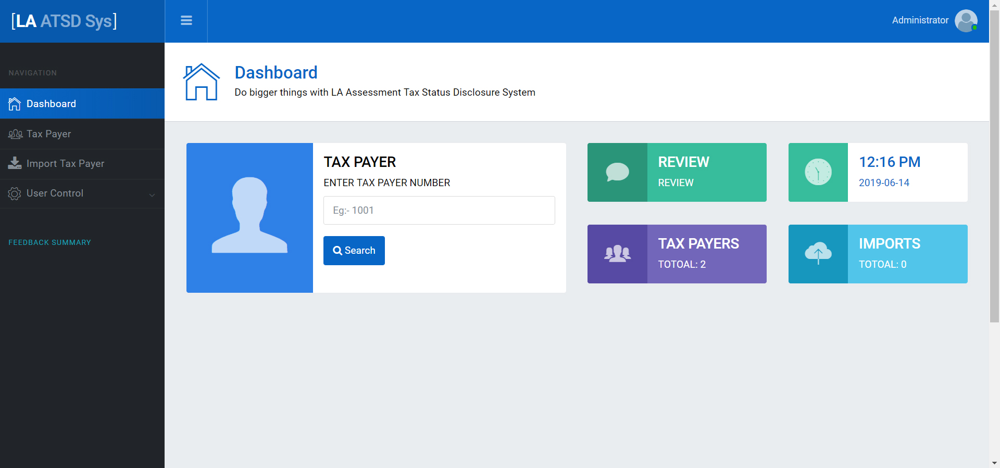 [LA ATSD Sys]
Administrator
NAVIGATION
Dashboard
Tax Payer
Import Tax Payer
User Control
FEEDBACK SUMMARY
Dashboard
Do bigger things with LA Assessment Tax Status Disclosure System
TAX PAYER
ENTER TAX PAYER NUMBER
Eg:- 1001
Search
REVIEW
REVIEW
12:16 PM
2019-06-14
TAX PAYERS
TOTOAL: 2
IMPORTS
TOTOAL: 0